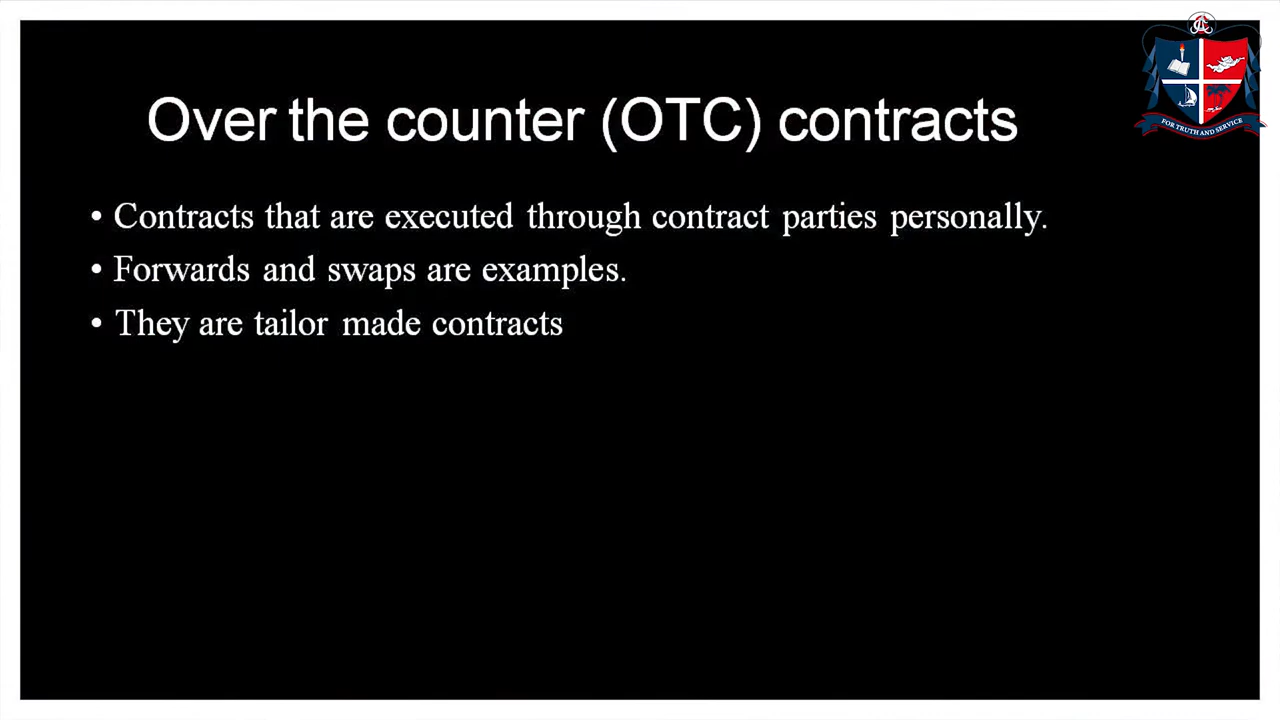 Over the counter (OTC) contracts
• Contracts that are executed through contract parties personally.
• Forwards and swaps are examples.
• They are tailor made contracts
FOR TRUTH AND SERVICE